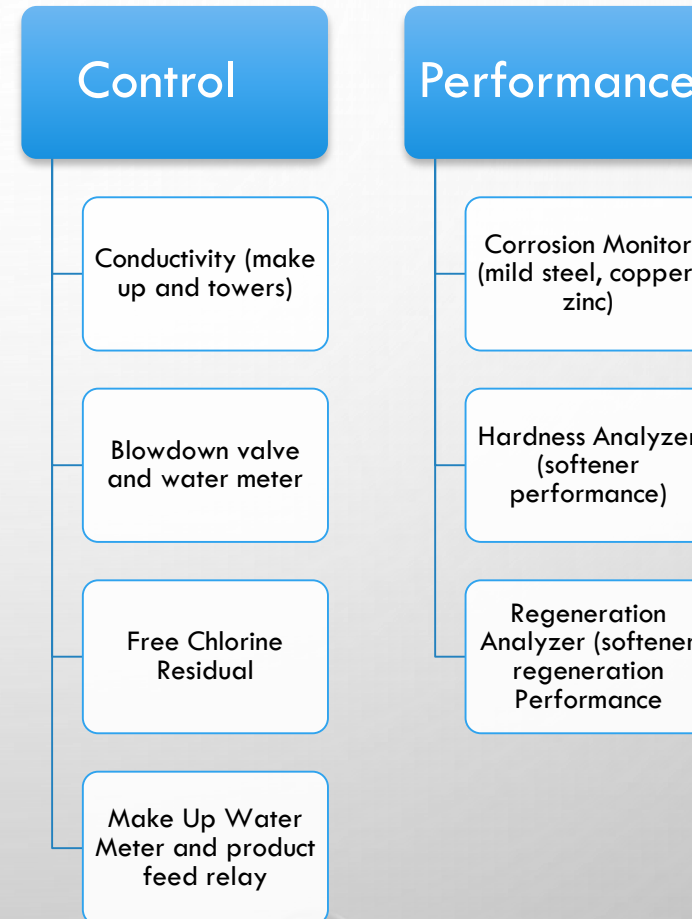 Control
Conductivity (make
up and towers)
Blowdown valve
and water meter
Free Chlorine
Residual
Make Up Water
Meter and product
feed relay
Performance
Corrosion Monitor
(mild steel, copper
zinc)
Hardness Analyzer
(softener
performance)
Regeneration
Analyzer (softener
regeneration
Performance